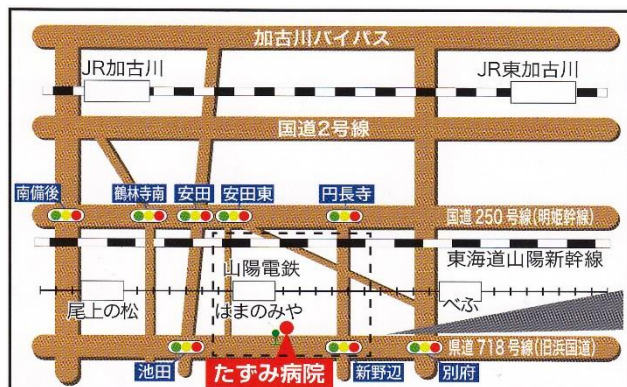 加古川バイパス
JR加古川
JR東加古川
国道2号線
南備後
鶴林寺南
安田
安田東
円長寺
国道250号線(明姫幹線)
山陽電鉄
東海道山陽新幹線
尾上の松
はまのみや
べふ
県道718号線(旧浜国道)
池田
たずみ病院
新野辺
別府